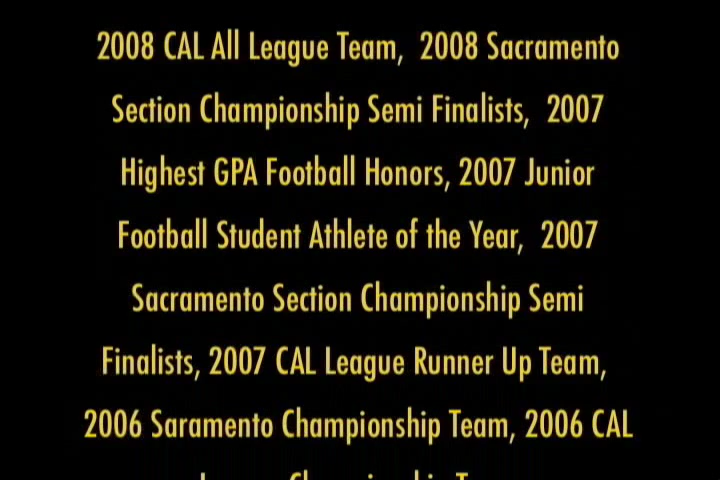 2008 CAL All League Team,  2008 Sacramento
Section Championship Semi Finalists,  2007
Highest GPA Football Honors, 2007 Junior
Football Student Athlete of the Year,  2007
Sacramento Section Championship Semi
Finalists, 2007 CAL League Runner Up Team,
2006 Saramento Championship Team, 2006 CAL